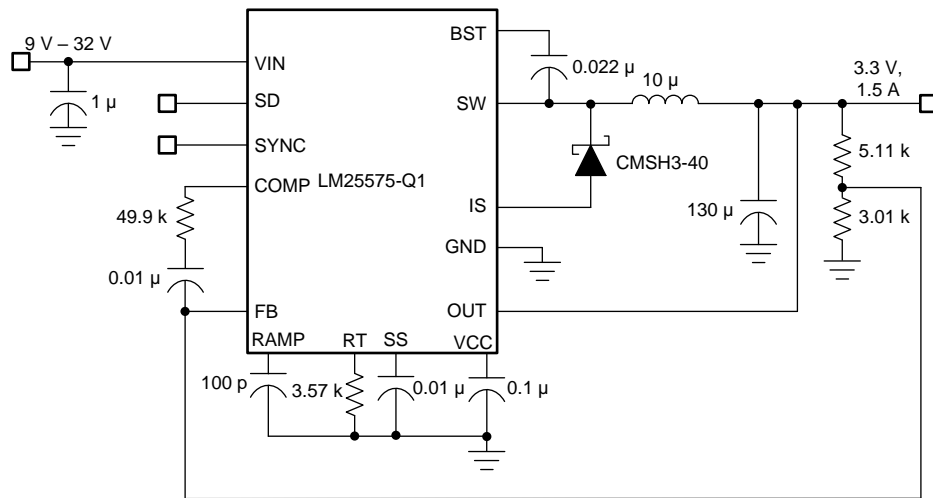 9 V – 32 V
BST
VIN
0.022 µ
3.3 V,
1.5 A
10 µ
1 µ
SD
SW
SYNC
5.11 k
CMSH3-40
COMP
LM25575-Q1
49.9 k
IS
130 µ
3.01 k
GND
0.01 µ
FB
OUT
RAMP
RT
SS
VCC
100 p
3.57 k
0.01 µ
0.1 µ